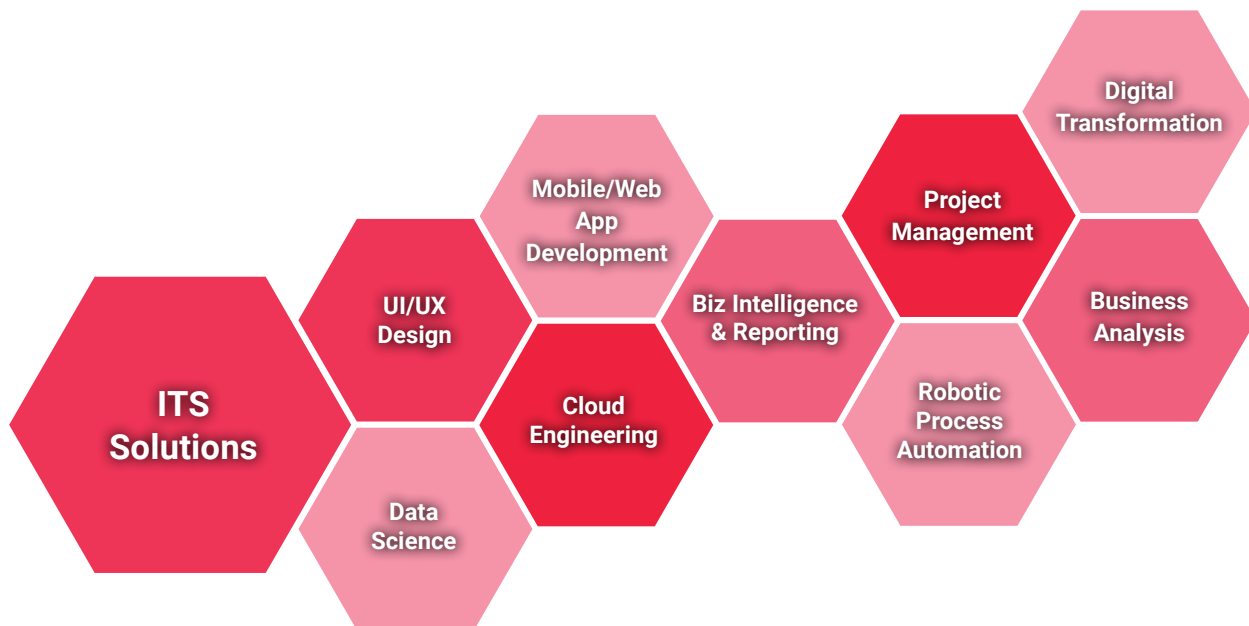 ITS
Solutions
UI/UX
Design
Data
Science
Mobile/Web
App
Development
Cloud
Engineering
Biz Intelligence
& Reporting
Project
Management
Robotic
Process
Automation
Digital
Transformation
Business
Analysis